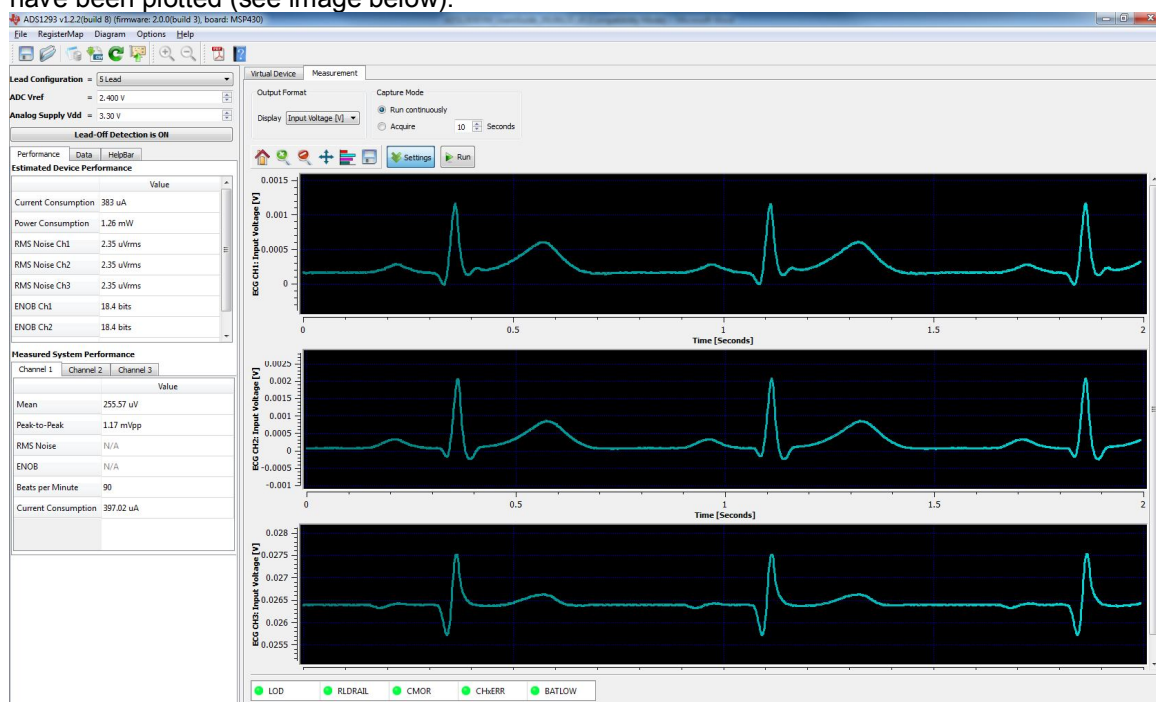 have been plotted (see image below).
ADS1293 v1.2.2(build 8) (firmware: 2.0.0(build 3), board: MSP430)
File RegisterMap Diagram Options Help
Lead Configuration = 5 Lead
ADC Vref = 2.400 V
Analog Supply Vdd = 3.30 V
Lead-Off Detection is ON
Performance Data HelpBar
Estimated Device Performance
Value
Current Consumption 383 uA
Power Consumption 1.26 mW
RMS Noise Ch1 2.35 uVrms
RMS Noise Ch2 2.35 uVrms
RMS Noise Ch3 2.35 uVrms
ENOB Ch1 18.4 bits
ENOB Ch2 18.4 bits
Measured System Performance
Channel 1 Channel 2 Channel 3
Value
Mean 255.57 uV
Peak-to-Peak 1.17 mVpp
RMS Noise N/A
ENOB N/A
Beats per Minute 90
Current Consumption 397.02 uA
Virtual Device Measurement
Output Format Capture Mode
Display Input Voltage [V]
Run continuously
Acquire 10 Seconds
Settings Run
ECG CH1: Input Voltage [V]
0.0015
0.001
0.0005
0
0 0.5 1 1.5 2
Time [Seconds]
ECG CH2: Input Voltage [V]
0.0025
0.002
0.0015
0.001
0.0005
0
-0.0005
-0.001
0 0.5 1 1.5 2
Time [Seconds]
ECG CH3: Input Voltage [V]
0.028
0.0275
0.027
0.0265
0.026
0.0255
LOD RLDRAIL CMOR CHxERR BATLOW